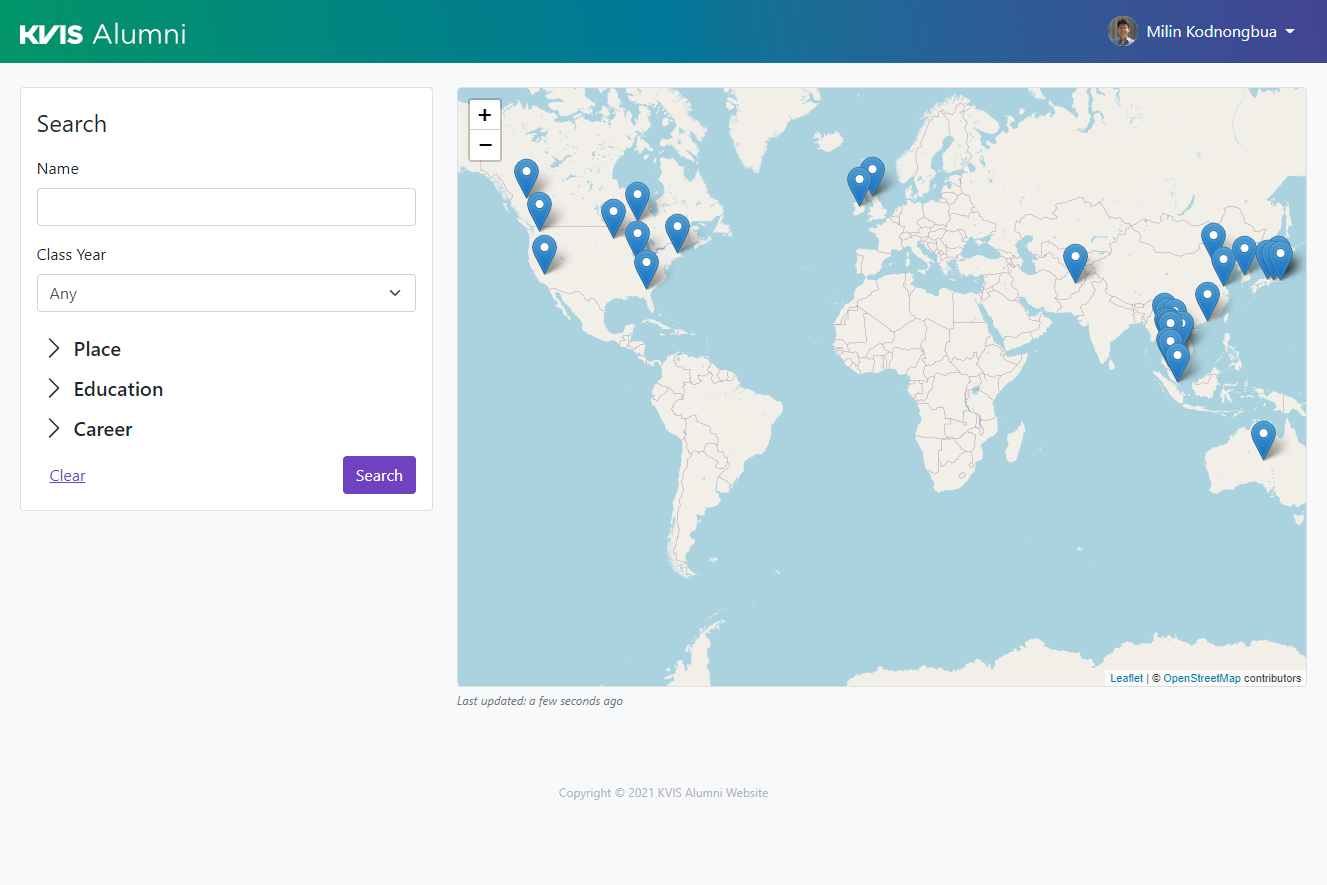 KVIS Alumni
Milin Kodnongbua
Search
Name
Class Year
Any
Place
Education
Career
Clear
Search
+
−
Leaflet | © OpenStreetMap contributors
Last updated: a few seconds ago
Copyright © 2021 KVIS Alumni Website